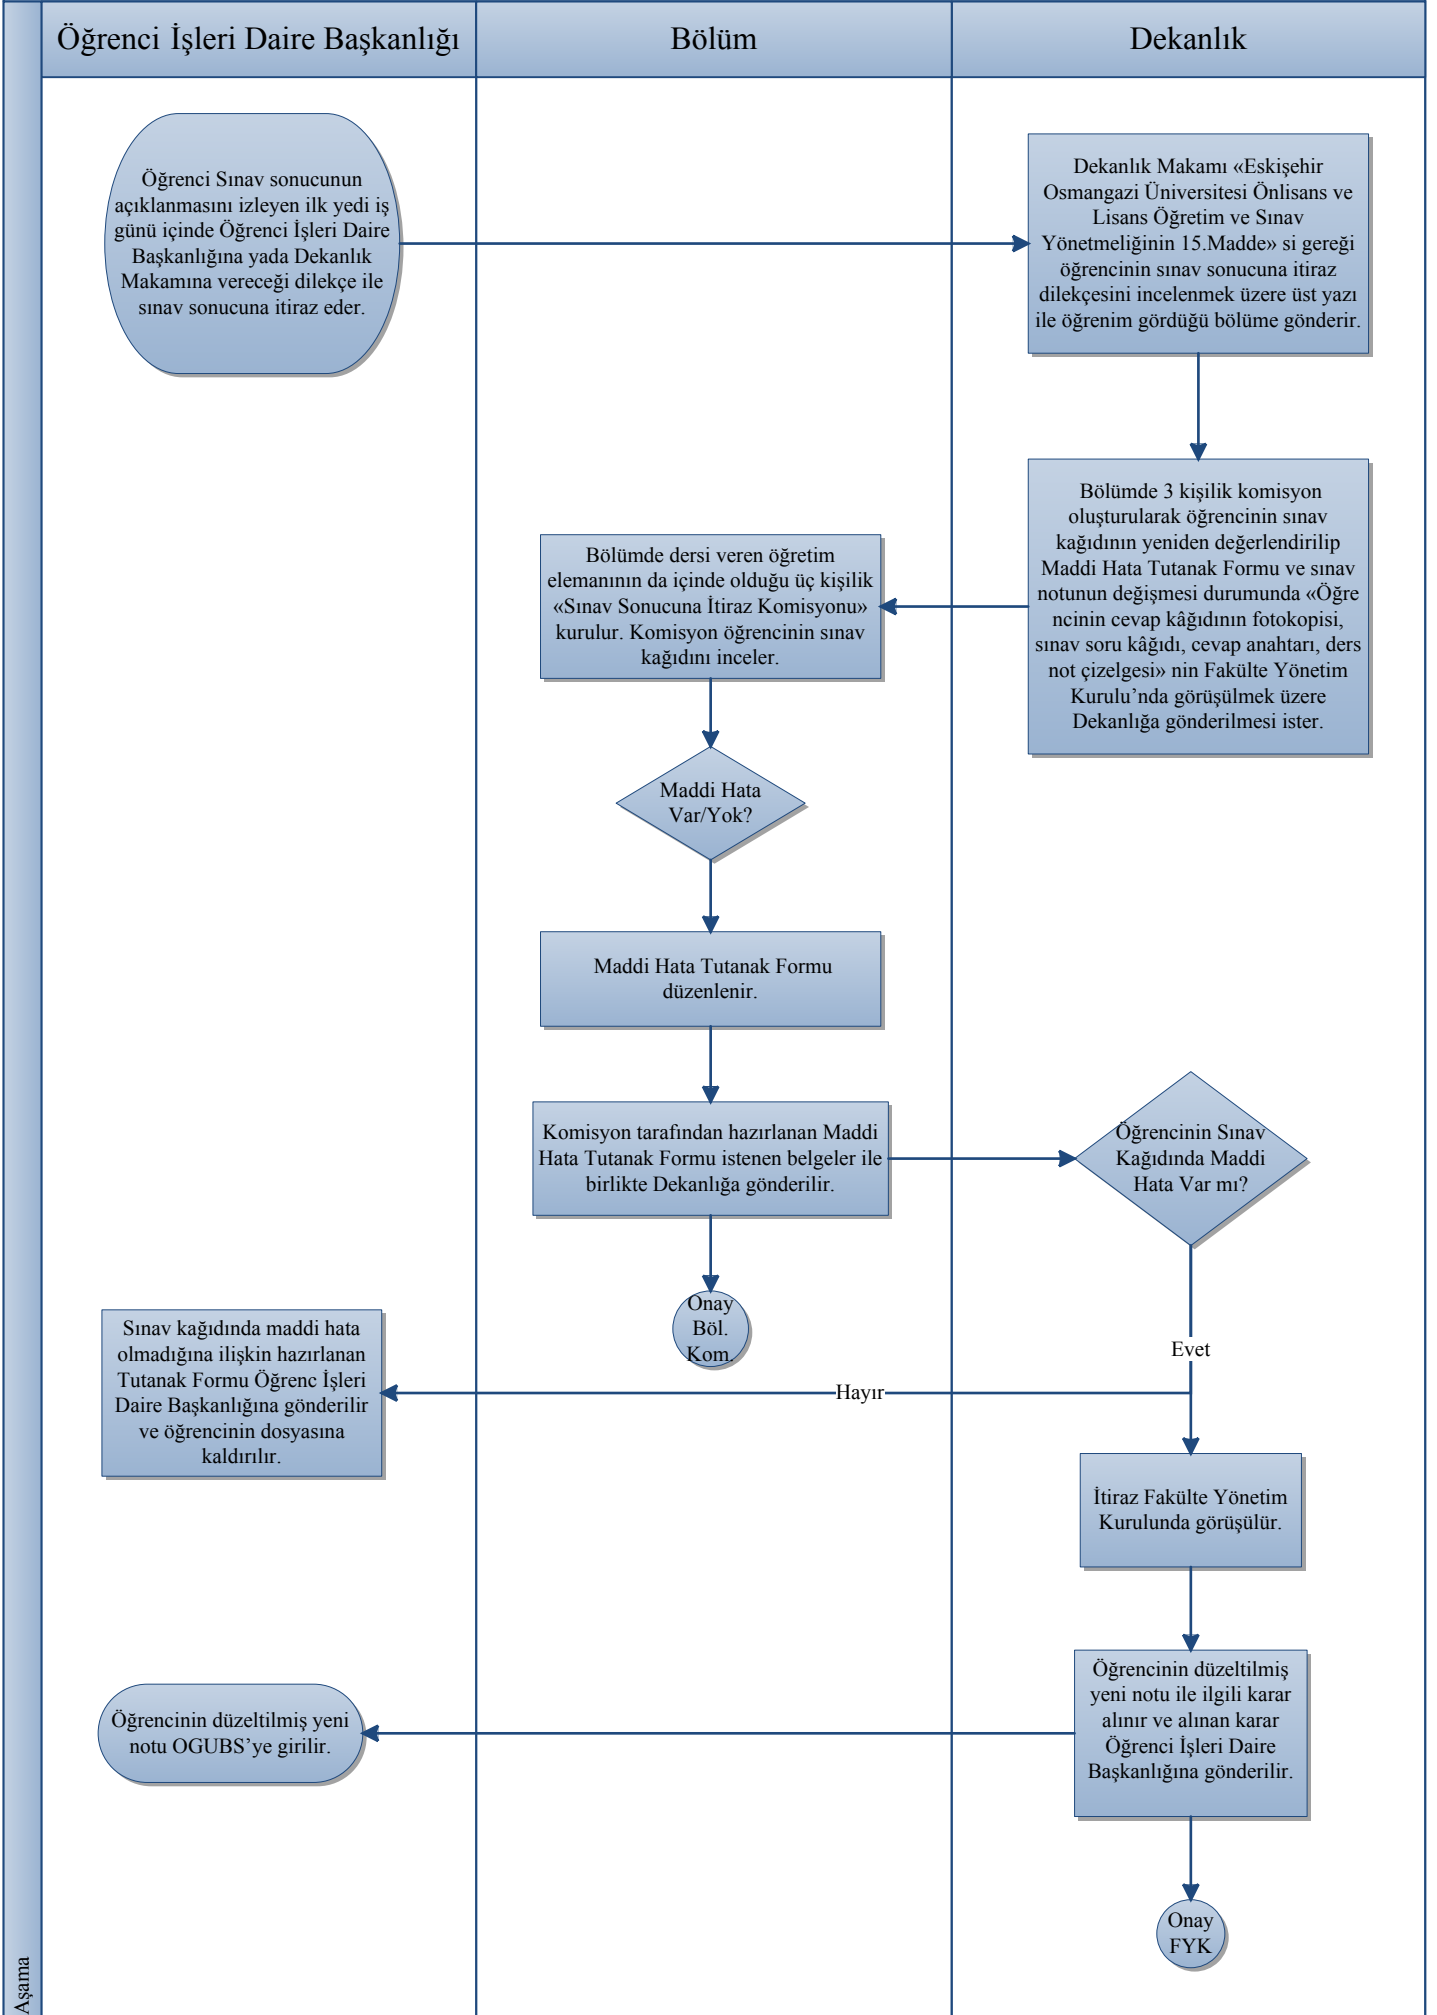 Öğrenci İşleri Daire Başkanlığı
Bölüm
Dekanlık
Öğrenci Sınav sonucunun
açıklanmasını izleyen ilk yedi iş
günü içinde Öğrenci İşleri Daire
Başkanlığına yada Dekanlık
Makamına vereceği dilekçe ile
sınav sonucuna itiraz eder.
Dekanlık Makamı «Eskişehir
Osmangazi Üniversitesi Önlisans ve
Lisans Öğretim ve Sınav
Yönetmeliğinin 15.Madde» si gereği
öğrencinin sınav sonucuna itiraz
dilekçesini incelenmek üzere üst yazı
ile öğrenim gördüğü bölüme gönderir.
Bölümde 3 kişilik komisyon
oluşturularak öğrencinin sınav
kağıdının yeniden değerlendirilip
Maddi Hata Tutanak Formu ve sınav
notunun değişmesi durumunda «Öğre
ncinin cevap kâğıdının fotokopisi,
sınav soru kâğıdı, cevap anahtarı, ders
not çizelgesi» nin Fakülte Yönetim
Kurulu’nda görüşülmek üzere
Dekanlığa gönderilmesi ister.
Bölümde dersi veren öğretim
elemanının da içinde olduğu üç kişilik
«Sınav Sonucuna İtiraz Komisyonu»
kurulur. Komisyon öğrencinin sınav
kağıdını inceler.
Maddi Hata
Var/Yok?
Maddi Hata Tutanak Formu
düzenlenir.
Komisyon tarafından hazırlanan Maddi
Hata Tutanak Formu istenen belgeler ile
birlikte Dekanlığa gönderilir.
Öğrencinin Sınav
Kağıdında Maddi
Hata Var mı?
Onay
Böl.
Kom.
Evet
Hayır
Sınav kağıdında maddi hata
olmadığına ilişkin hazırlanan
Tutanak Formu Öğrenc İşleri
Daire Başkanlığına gönderilir
ve öğrencinin dosyasına
kaldırılır.
İtiraz Fakülte Yönetim
Kurulunda görüşülür.
Öğrencinin düzeltilmiş
yeni notu ile ilgili karar
alınır ve alınan karar
Öğrenci İşleri Daire
Başkanlığına gönderilir.
Öğrencinin düzeltilmiş yeni
notu OGUBS’ye girilir.
Onay
FYK
Aşama